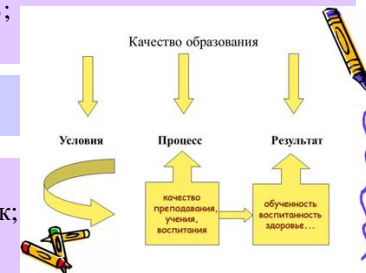 ;
Качество образования
Условия Процесс Результат
к;
качество
преподавания,
учения,
воспитания
обученность
воспитанность
здоровье...